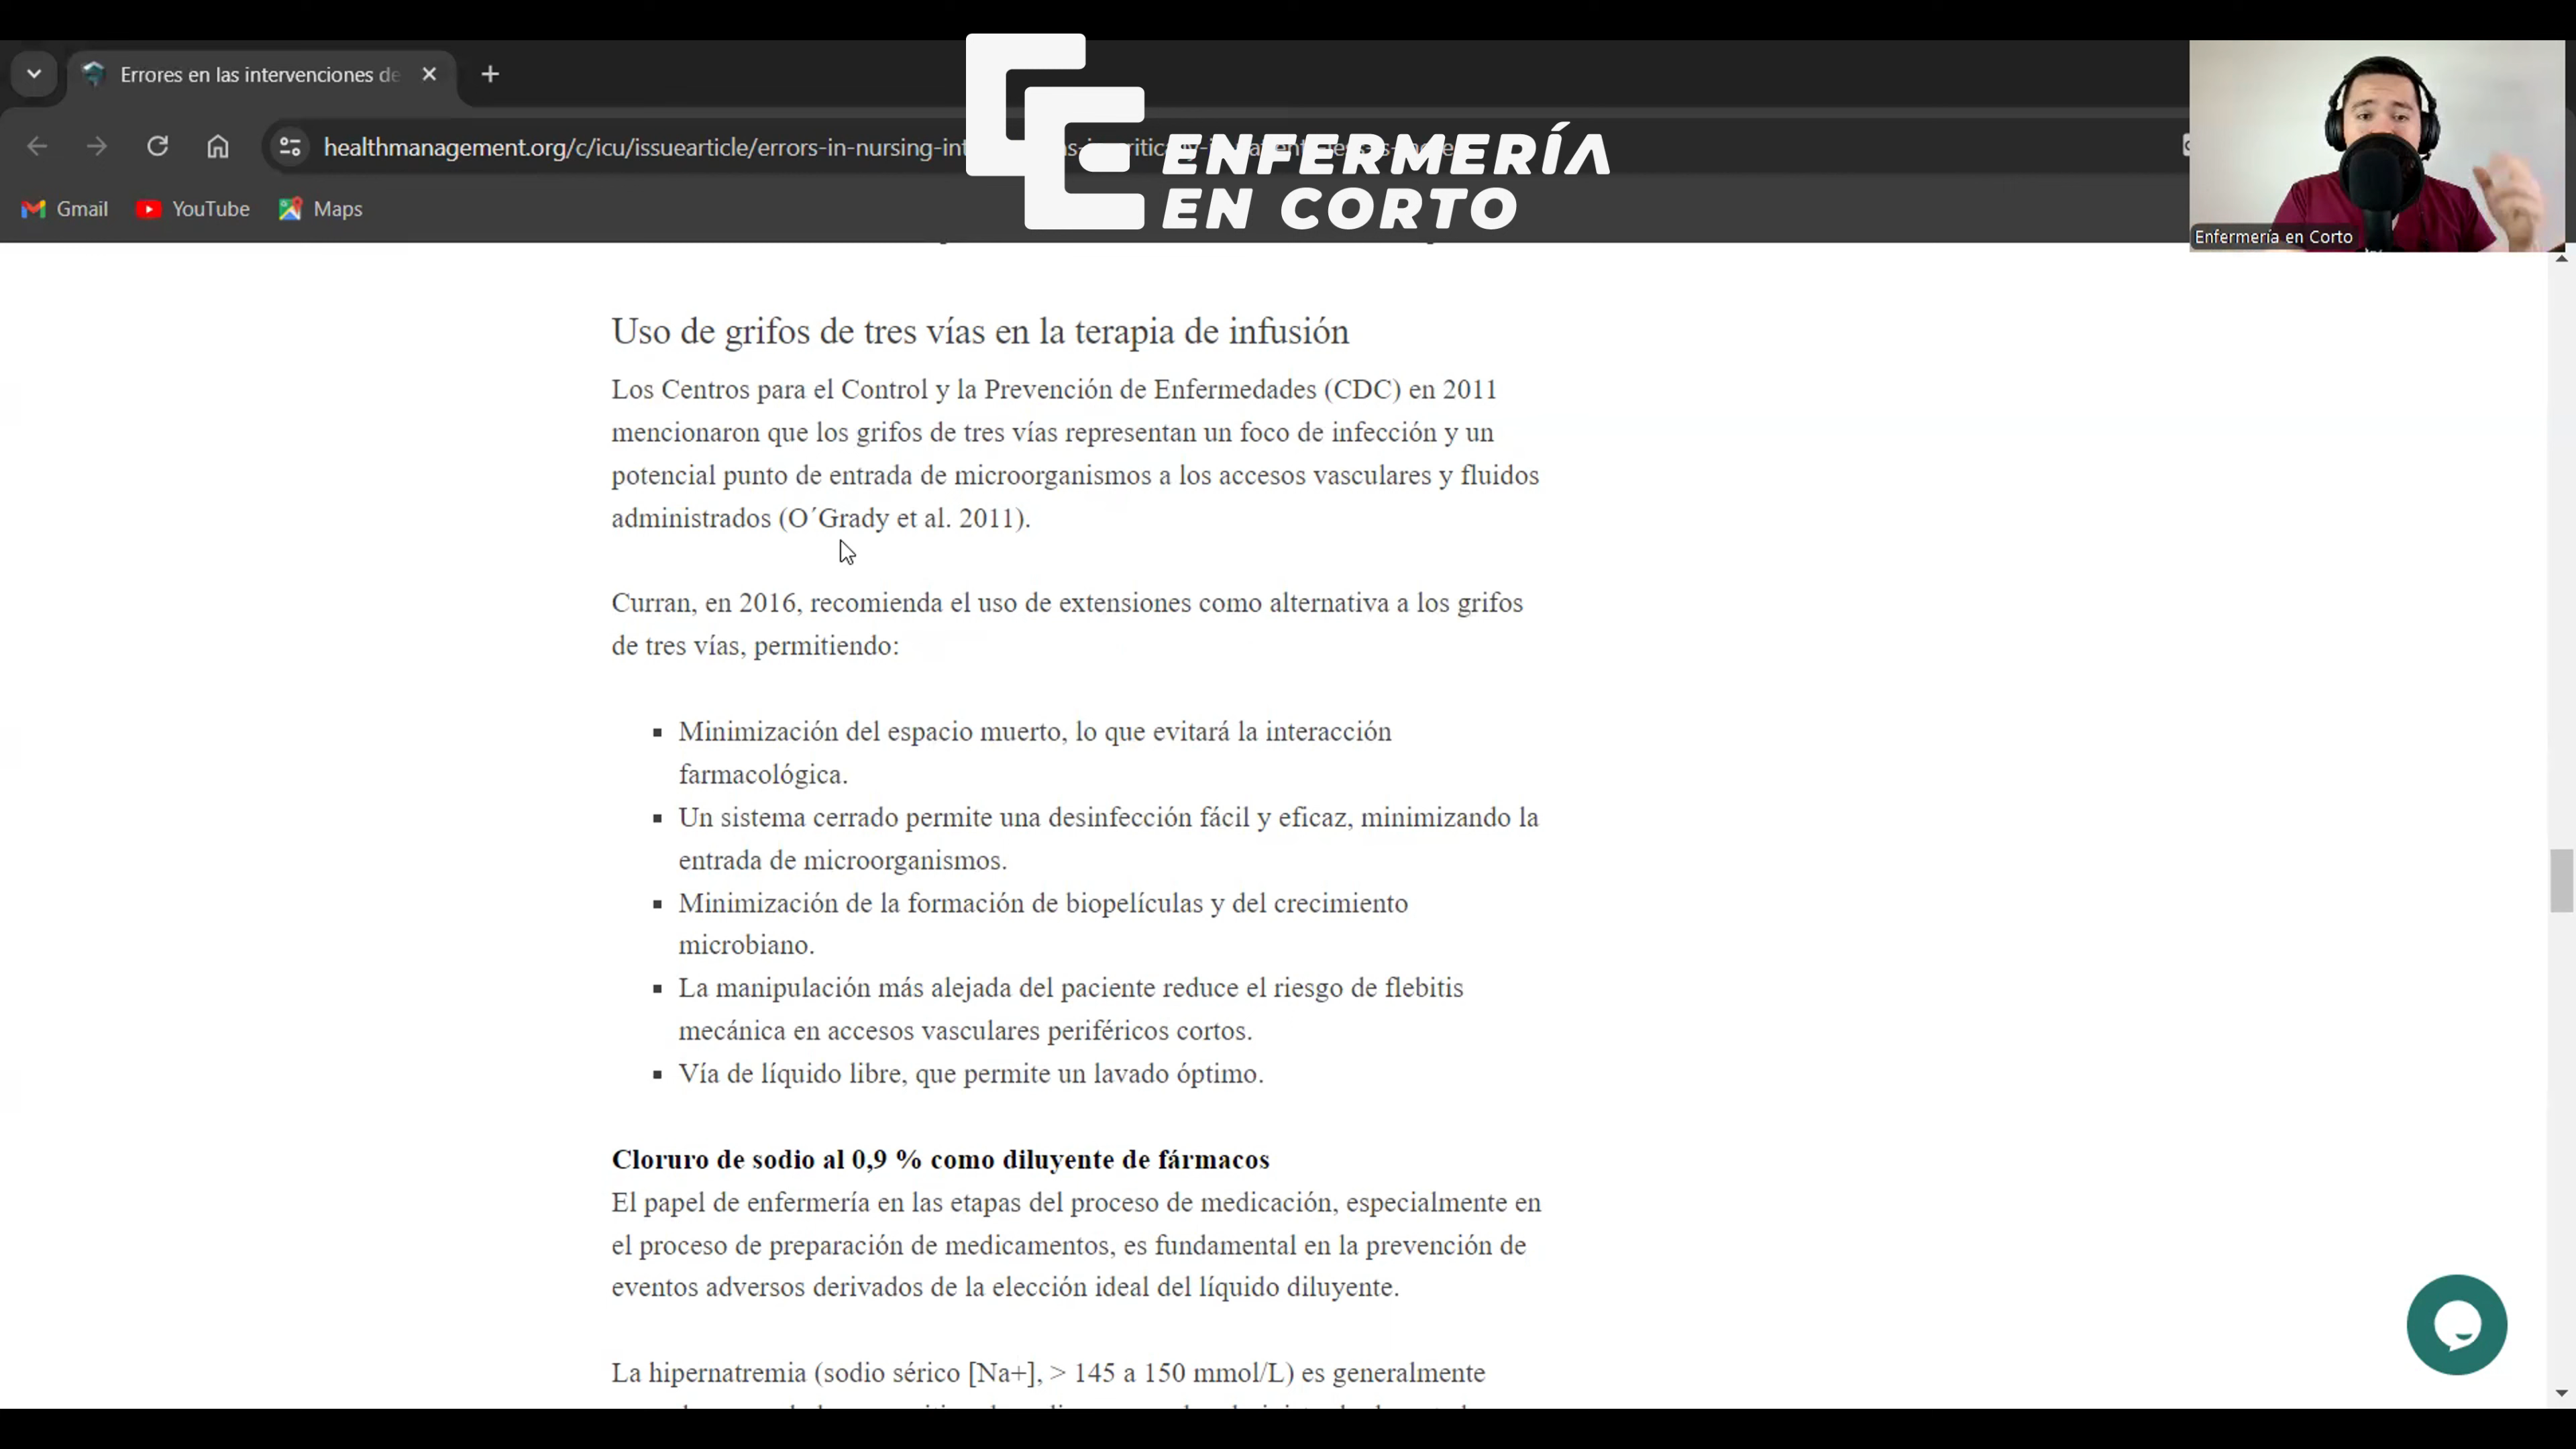 Errores en las intervenciones de
healthmanagement.org/c/icu/issuearticle/errors-in-nursing-int
ENFERMERÍA
EN CORTO
Gmail
YouTube
Maps
Enfermería en Corto
Uso de grifos de tres vías en la terapia de infusión
Los Centros para el Control y la Prevención de Enfermedades (CDC) en 2011
mencionaron que los grifos de tres vías representan un foco de infección y un
potencial punto de entrada de microorganismos a los accesos vasculares y fluidos
administrados (O´Grady et al. 2011).
Curran, en 2016, recomienda el uso de extensiones como alternativa a los grifos
de tres vías, permitiendo:
▪ Minimización del espacio muerto, lo que evitará la interacción
farmacológica.
▪ Un sistema cerrado permite una desinfección fácil y eficaz, minimizando la
entrada de microorganismos.
▪ Minimización de la formación de biopelículas y del crecimiento
microbiano.
▪ La manipulación más alejada del paciente reduce el riesgo de flebitis
mecánica en accesos vasculares periféricos cortos.
▪ Vía de líquido libre, que permite un lavado óptimo.
Cloruro de sodio al 0,9 % como diluyente de fármacos
El papel de enfermería en las etapas del proceso de medicación, especialmente en
el proceso de preparación de medicamentos, es fundamental en la prevención de
eventos adversos derivados de la elección ideal del líquido diluyente.
La hipernatremia (sodio sérico [Na+], > 145 a 150 mmol/L) es generalmente